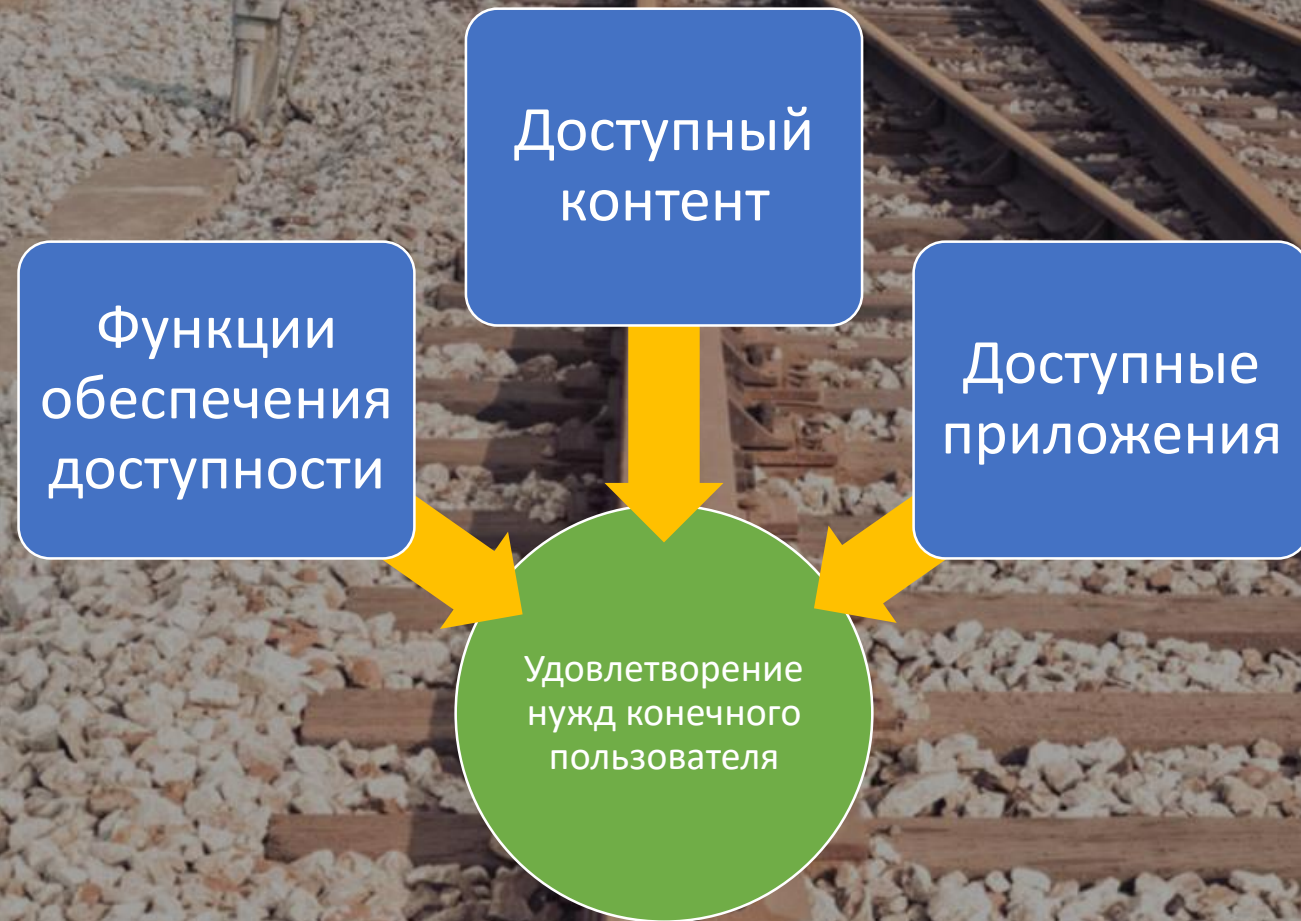 Доступный
контент
Функции
обеспечения
доступности
Доступные
приложения
Удовлетворение
нужд конечного
пользователя